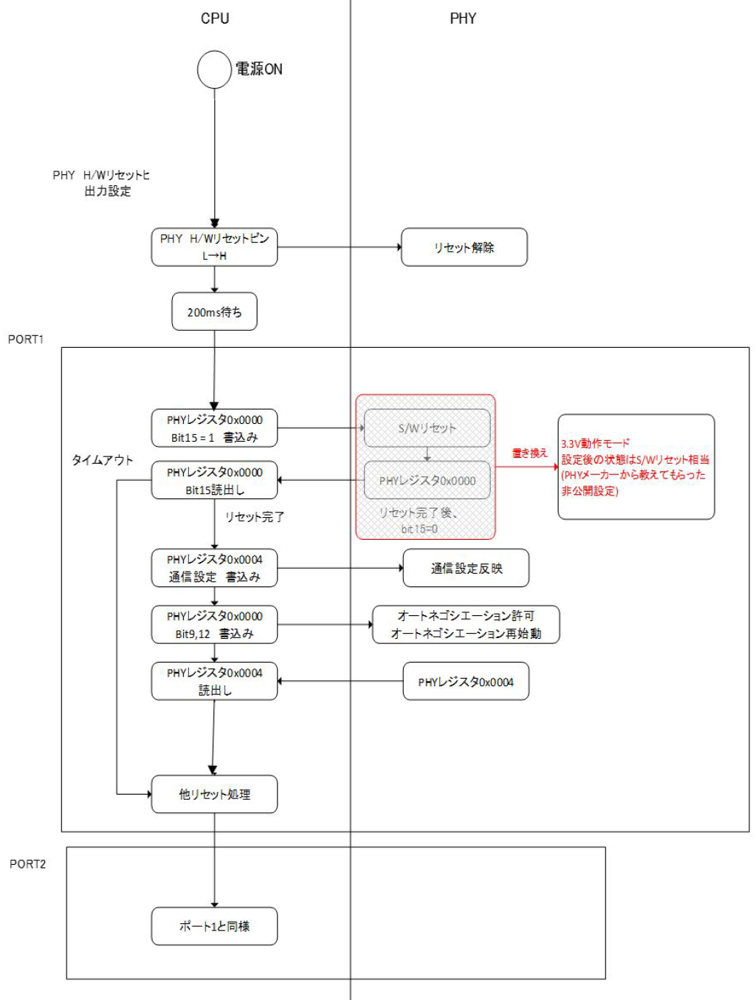 CPU
PHY
電源ON
PHY H/Wリセットピ
出力設定
PHY H/Wリセットピン
L→H
リセット解除
200ms待ち
PORT1
PHYレジスタ0x0000
Bit15 = 1 書込み
S/Wリセット
置き換え
3.3V動作モード
設定後の状態はS/Wリセット相当
(PHYメーカーから教えてもらった
非公開設定)
タイムアウト
PHYレジスタ0x0000
Bit15読出し
PHYレジスタ0x0000
リセット完了後、
bit15=0
リセット完了
PHYレジスタ0x0004
通信設定 書込み
通信設定反映
PHYレジスタ0x0000
Bit9,12 書込み
オートネゴシエーション許可
オートネゴシエーション再始動
PHYレジスタ0x0004
読出し
PHYレジスタ0x0004
他リセット処理
PORT2
ポート1と同様